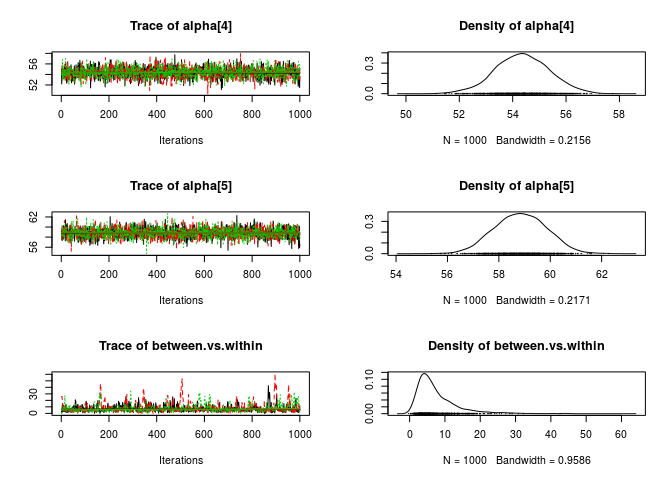 Trace of alpha[4]
56
52
0 200 400 600 800 1000
Iterations
Density of alpha[4]
0.3
0.0
50 52 54 56 58
N = 1000 Bandwidth = 0.2156
Trace of alpha[5]
62
56
0 200 400 600 800 1000
Iterations
Density of alpha[5]
0.3
0.0
54 56 58 60 62
N = 1000 Bandwidth = 0.2171
Trace of between.vs.within
30
0
0 200 400 600 800 1000
Iterations
Density of between.vs.within
0.10
0.00
0 10 20 30 40 50 60
N = 1000 Bandwidth = 0.9586